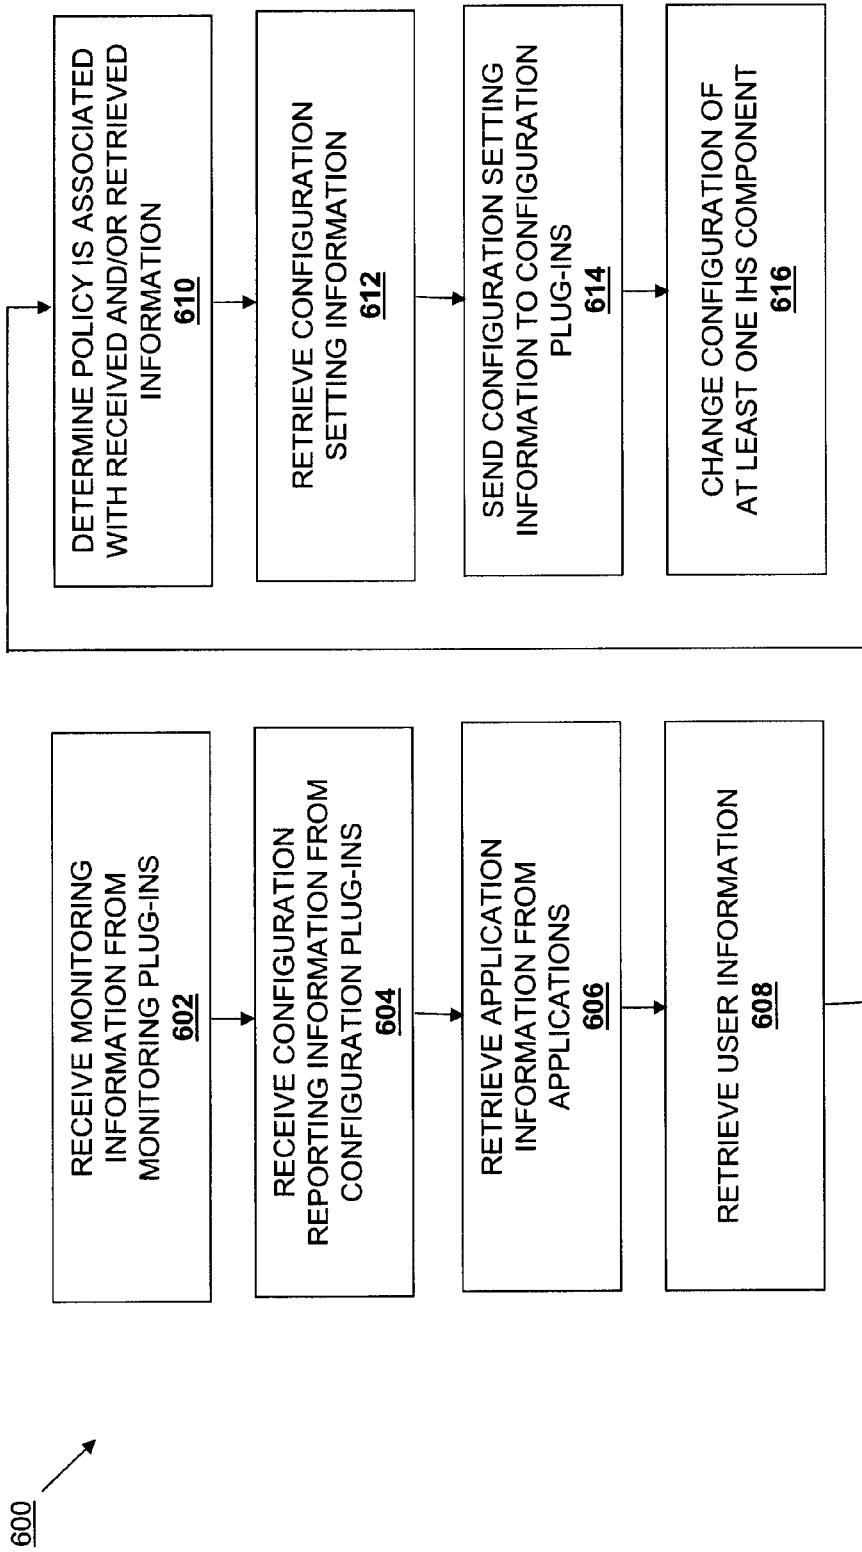 600
RECEIVE MONITORING
INFORMATION FROM
MONITORING PLUG-INS
602
RECEIVE CONFIGURATION
REPORTING INFORMATION FROM
CONFIGURATION PLUG-INS
604
RETRIEVE APPLICATION
INFORMATION FROM
APPLICATIONS
606
RETRIEVE USER INFORMATION
608
DETERMINE POLICY IS ASSOCIATED
WITH RECEIVED AND/OR RETRIEVED
INFORMATION
610
RETRIEVE CONFIGURATION
SETTING INFORMATION
612
SEND CONFIGURATION SETTING
INFORMATION TO CONFIGURATION
PLUG-INS
614
CHANGE CONFIGURATION OF
AT LEAST ONE IHS COMPONENT
616